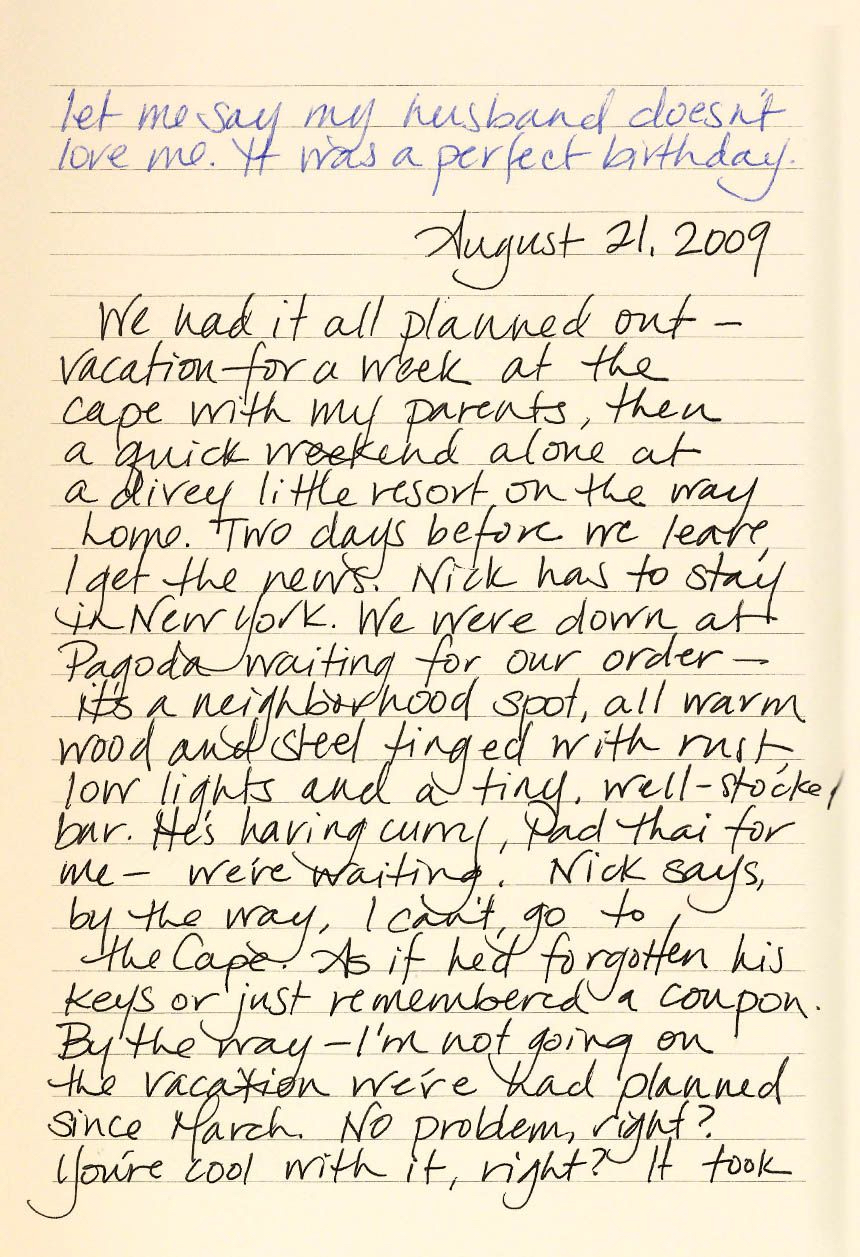 let me say my husband doesn't
love me. It was a perfect birthday.
August 21, 2009
We had it all planned out –
vacation for a week at the
cape with my parents, then
a quick weekend alone at
a divey little resort on the way
home. Two days before we leave,
I get the news. Nick has to stay
in New York. We were down at
Pagoda waiting for our order –
it's a neighborhood spot, all warm
wood and steel tinged with rust,
low lights and a tiny, well-stocked
bar. He's having curry, Pad thai for
me – we're waiting. Nick says,
by the way, I can't go to
the Cape. As if he'd forgotten his
keys or just remembered a coupon.
By the way – I'm not going on
the vacation we've had planned
since March. No problem, right?
You're cool with it, right? It took